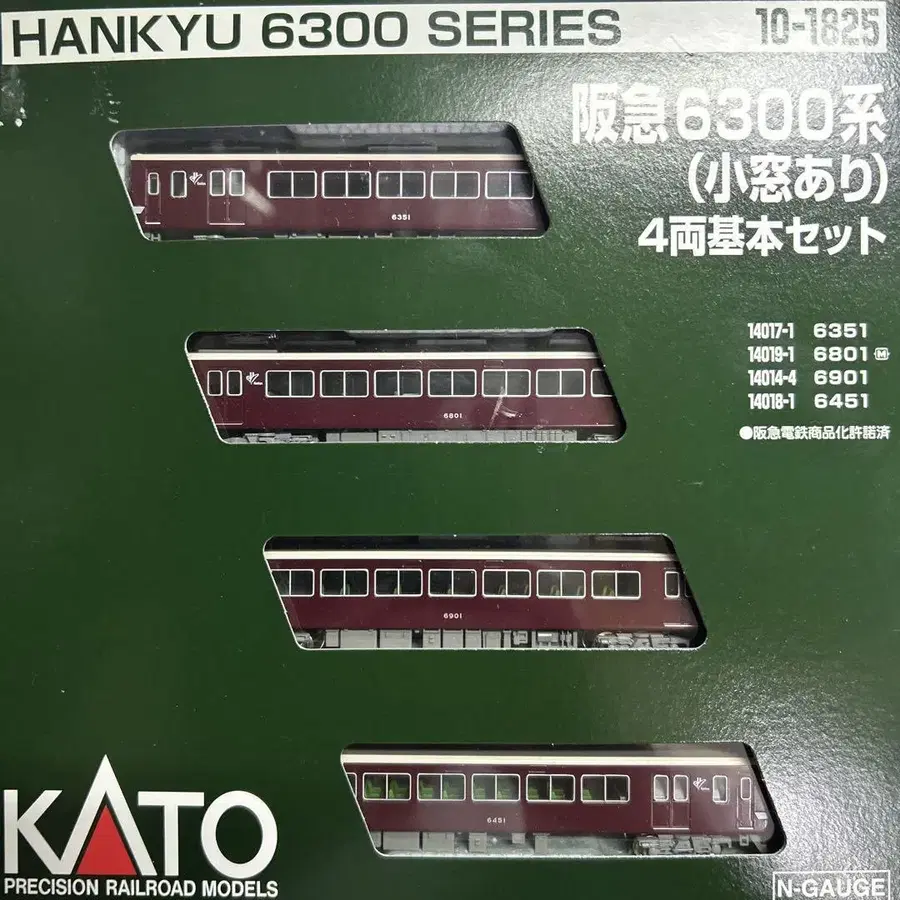 HANKYU 6300 SERIES 10-1825
阪急6300系
(小窓あり)
4両基本セット
6351
14017-1 6351
14019-1 6801 M
14014-4 6901
14018-1 6451
●阪急電鉄商品化許諾済
6801
6901
6451
KATO
PRECISION RAILROAD MODELS
N-GAUGE